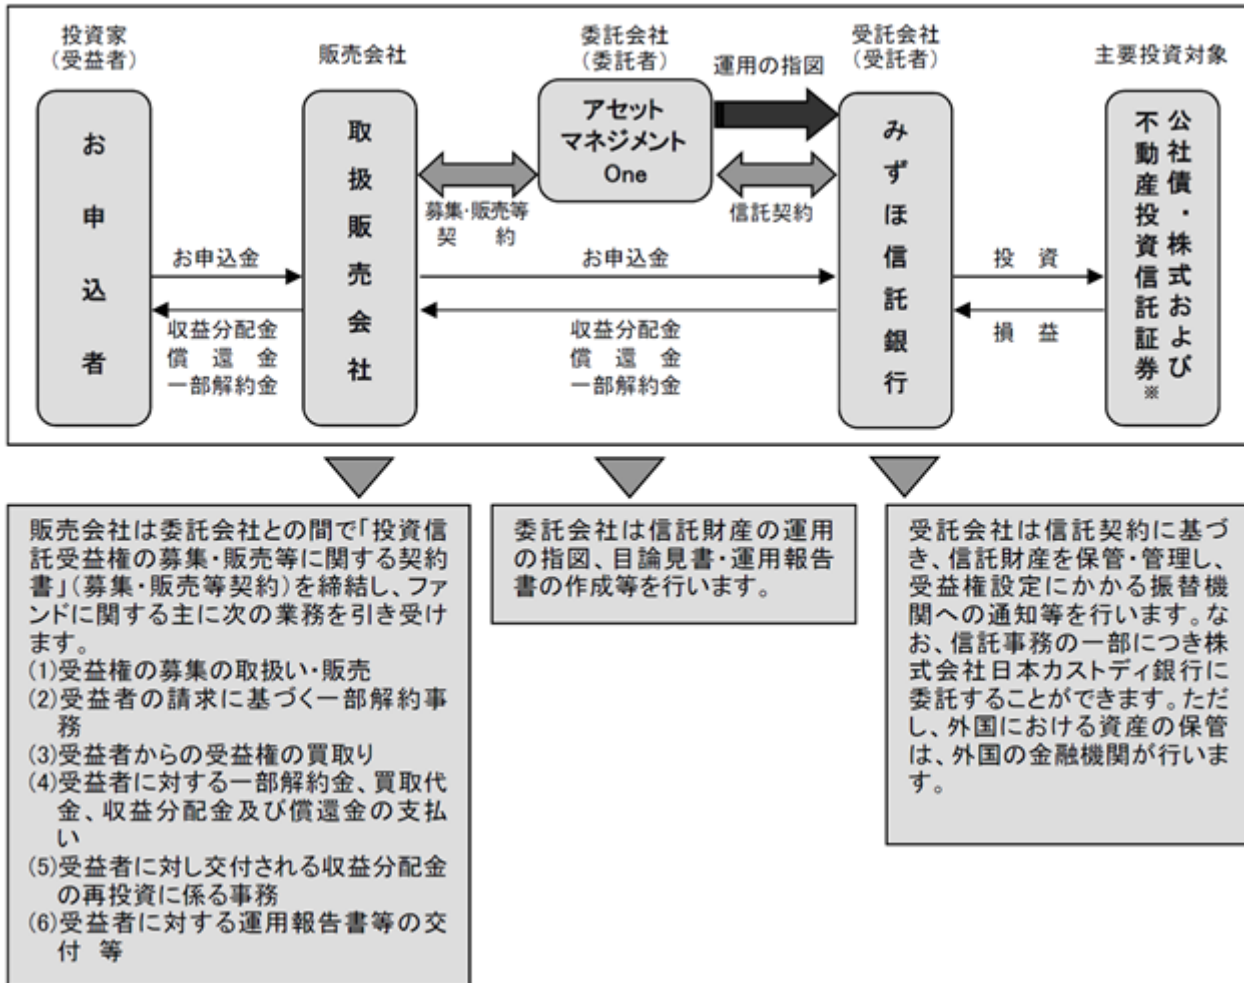 投資家
（受益者）
販売会社
委託会社
（委託者）
運用の指図
受託会社
（受託者）
主要投資対象
お申込者
取扱販売会社
アセット
マネジメント
One
みずほ信託銀行
公社債・株式および
不動産投資信託証券※
募集・販売等
契　約
信託契約
お申込金
収益分配金
償　還　金
一部解約金
お申込金
収益分配金
償　還　金
一部解約金
投　資
損　益
販売会社は委託会社との間で「投資信
託受益権の募集・販売等に関する契約
書」（募集・販売等契約）を締結し、ファ
ンドに関する主に次の業務を引き受け
ます。
(1)受益権の募集の取扱い・販売
(2)受益者の請求に基づく一部解約事
務
(3)受益者からの受益権の買取り
(4)受益者に対する一部解約金、買取代
金、収益分配金及び償還金の支払
い
(5)受益者に対し交付される収益分配金
の再投資に係る事務
(6)受益者に対する運用報告書等の交
付　等
委託会社は信託財産の運用
の指図、目論見書・運用報告
書の作成等を行います。
受託会社は信託契約に基づ
き、信託財産を保管・管理し、
受益権設定にかかる振替機
関への通知等を行います。な
お、信託事務の一部につき株
式会社日本カストディ銀行に
委託することができます。ただ
し、外国における資産の保管
は、外国の金融機関が行いま
す。